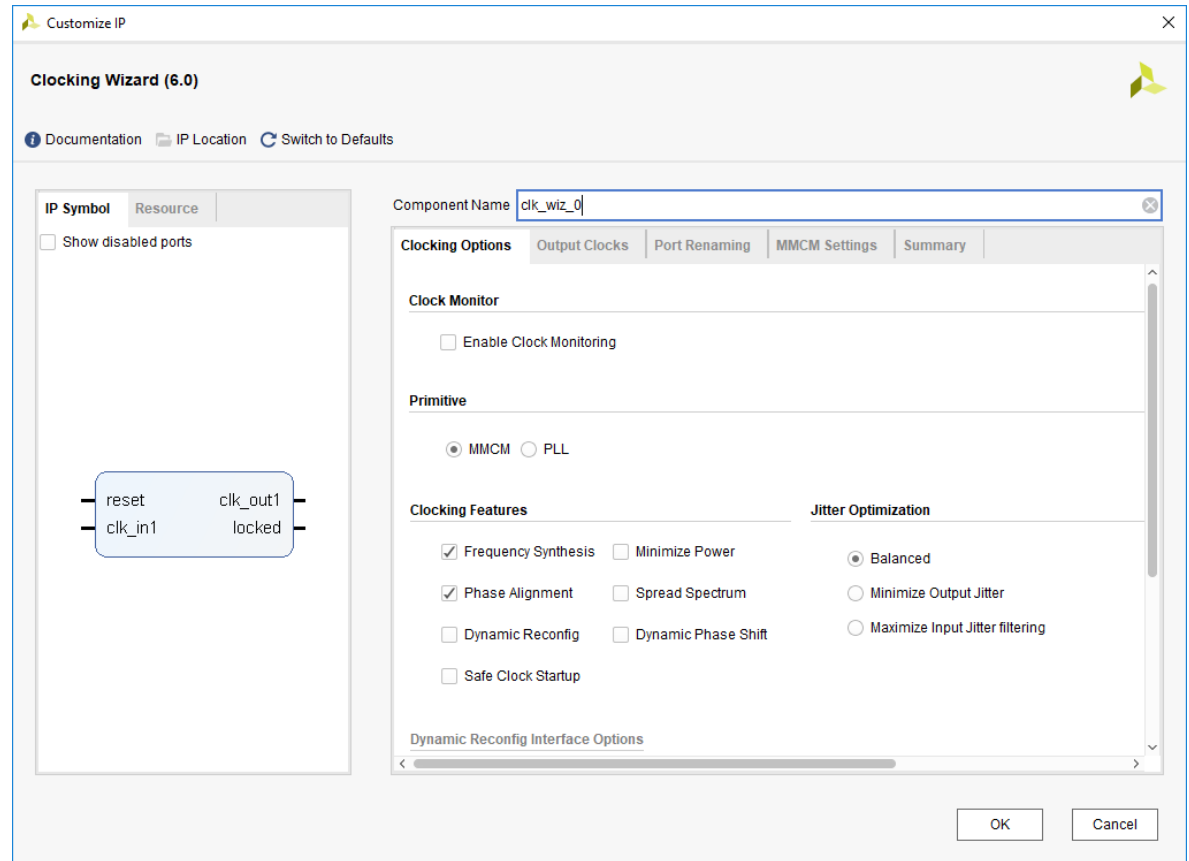 Customize IP
Clocking Wizard (6.0)
Documentation IP Location Switch to Defaults
IP Symbol Resource
Show disabled ports
reset clk_out1
clk_in1 locked
Component Name clk_wiz_0
Clocking Options Output Clocks Port Renaming MMCM Settings Summary
Clock Monitor
Enable Clock Monitoring
Primitive
MMCM PLL
Clocking Features Jitter Optimization
Frequency Synthesis Minimize Power Balanced
Phase Alignment Spread Spectrum Minimize Output Jitter
Dynamic Reconfig Dynamic Phase Shift Maximize Input Jitter filtering
Safe Clock Startup
Dynamic Reconfig Interface Options
OK Cancel